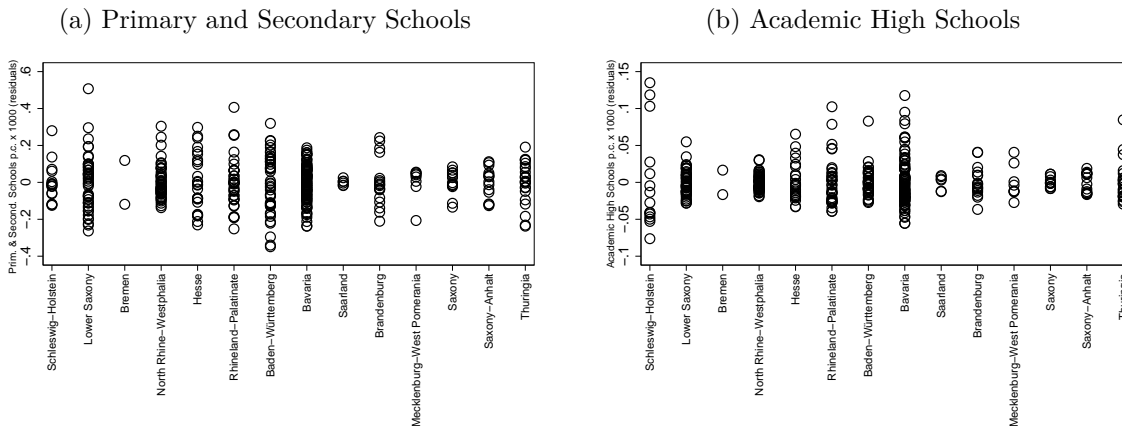 (a) Primary and Secondary Schools
Prim. & Second. Schools p.c. x 1000 (residuals)
.6
.4
.2
0
-.2
-.4
Schleswig-Holstein
Lower Saxony
Bremen
North Rhine-Westphalia
Hesse
Rhineland-Palatinate
Baden-Württemberg
Bavaria
Saarland
Brandenburg
Mecklenburg-West Pomerania
Saxony
Saxony-Anhalt
Thuringia
(b) Academic High Schools
Academic High Schools p.c. x 1000 (residuals)
.15
.1
.05
0
-.05
-.1
Schleswig-Holstein
Lower Saxony
Bremen
North Rhine-Westphalia
Hesse
Rhineland-Palatinate
Baden-Württemberg
Bavaria
Saarland
Brandenburg
Mecklenburg-West Pomerania
Saxony
Saxony-Anhalt
Thuringia